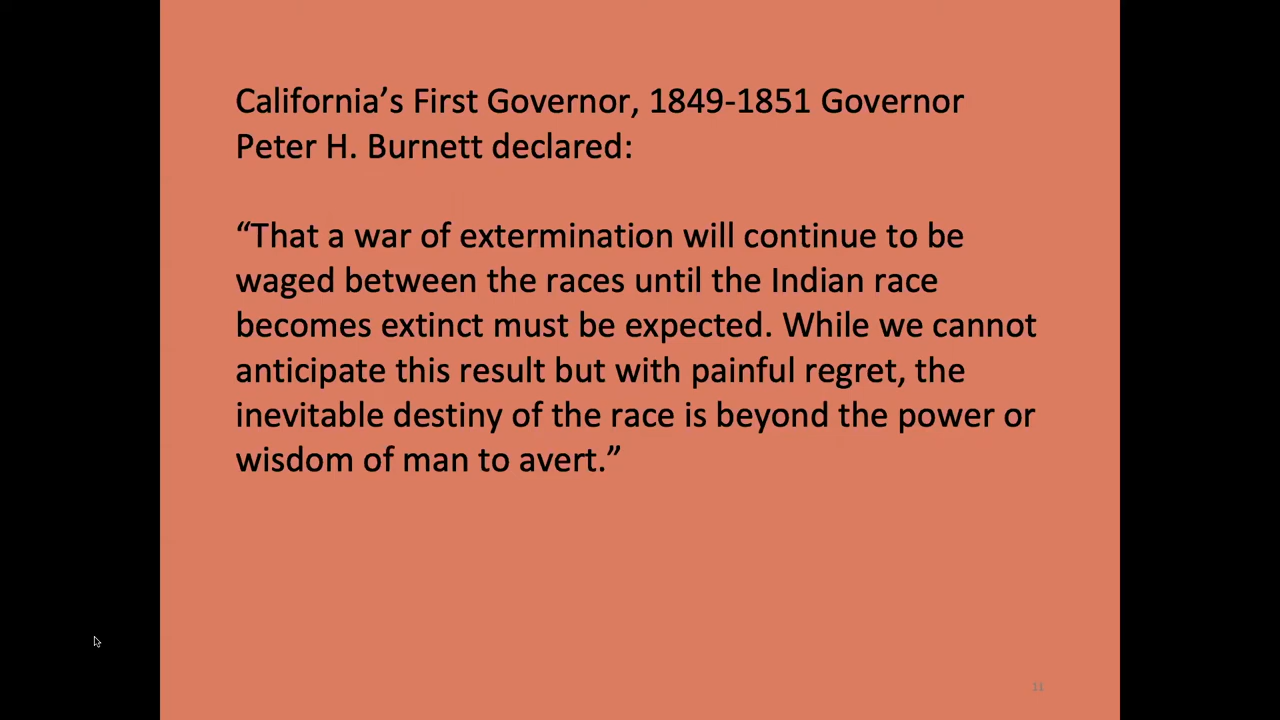 California’s First Governor, 1849-1851 Governor
Peter H. Burnett declared:
“That a war of extermination will continue to be
waged between the races until the Indian race
becomes extinct must be expected. While we cannot
anticipate this result but with painful regret, the
inevitable destiny of the race is beyond the power or
wisdom of man to avert.”
11